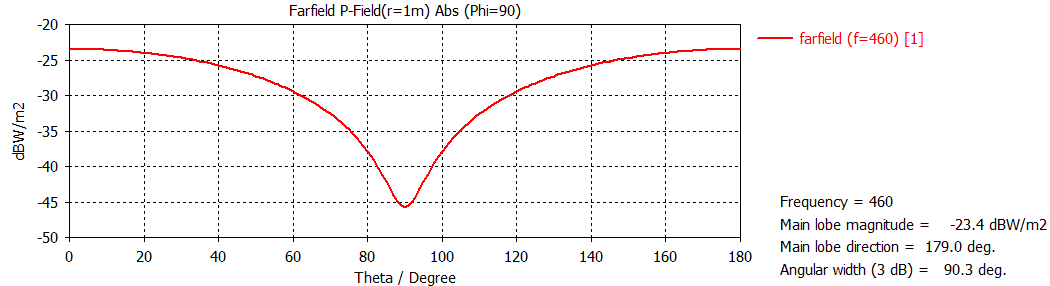 Farfield P-Field(r=1m) Abs (Phi=90)
-20
-25
-30
-35
-40
-45
-50
dBW/m2
0 20 40 60 80 100 120 140 160 180
Theta / Degree
farfield (f=460) [1]
Frequency = 460
Main lobe magnitude = -23.4 dBW/m2
Main lobe direction = 179.0 deg.
Angular width (3 dB) = 90.3 deg.